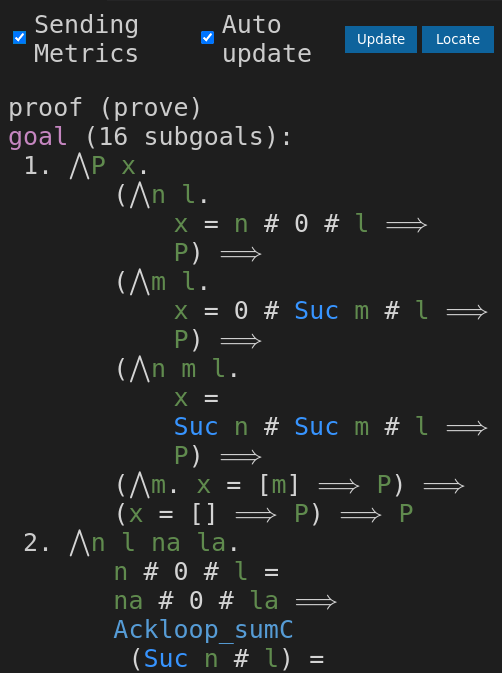 Sending Metrics
Auto update
Update
Locate
proof (prove)
goal (16 subgoals):
1. ⋀P x.
(⋀n l.
x = n # 0 # l ⟹
P) ⟹
(⋀m l.
x = 0 # Suc m # l ⟹
P) ⟹
(⋀n m l.
x =
Suc n # Suc m # l ⟹
P) ⟹
(⋀m. x = [m] ⟹ P) ⟹
(x = [] ⟹ P) ⟹ P
2. ⋀n l na la.
n # 0 # l =
na # 0 # la ⟹
Ackloop_sumC
(Suc n # l) =